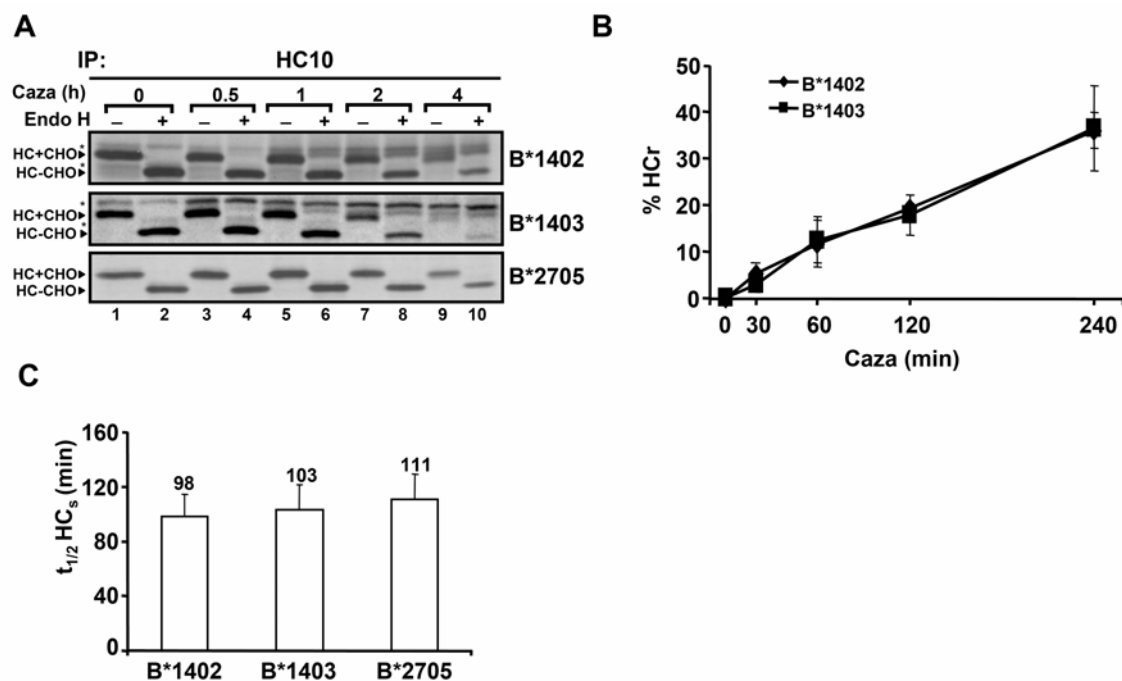 A
IP: HC10
Caza (h) 0 0.5 1 2 4
Endo H – + – + – + – + – +
*
HC+CHO
*
HC-CHO
B*1402
*
HC+CHO
*
HC-CHO
B*1403
HC+CHO
HC-CHO
B*2705
1 2 3 4 5 6 7 8 9 10
B
50
40
30
20
10
0
% HCr
B*1402
B*1403
0 30 60 120 240
Caza (min)
C
160
120
80
40
0
t1/2 HCs (min)
98 103 111
B*1402 B*1403 B*2705